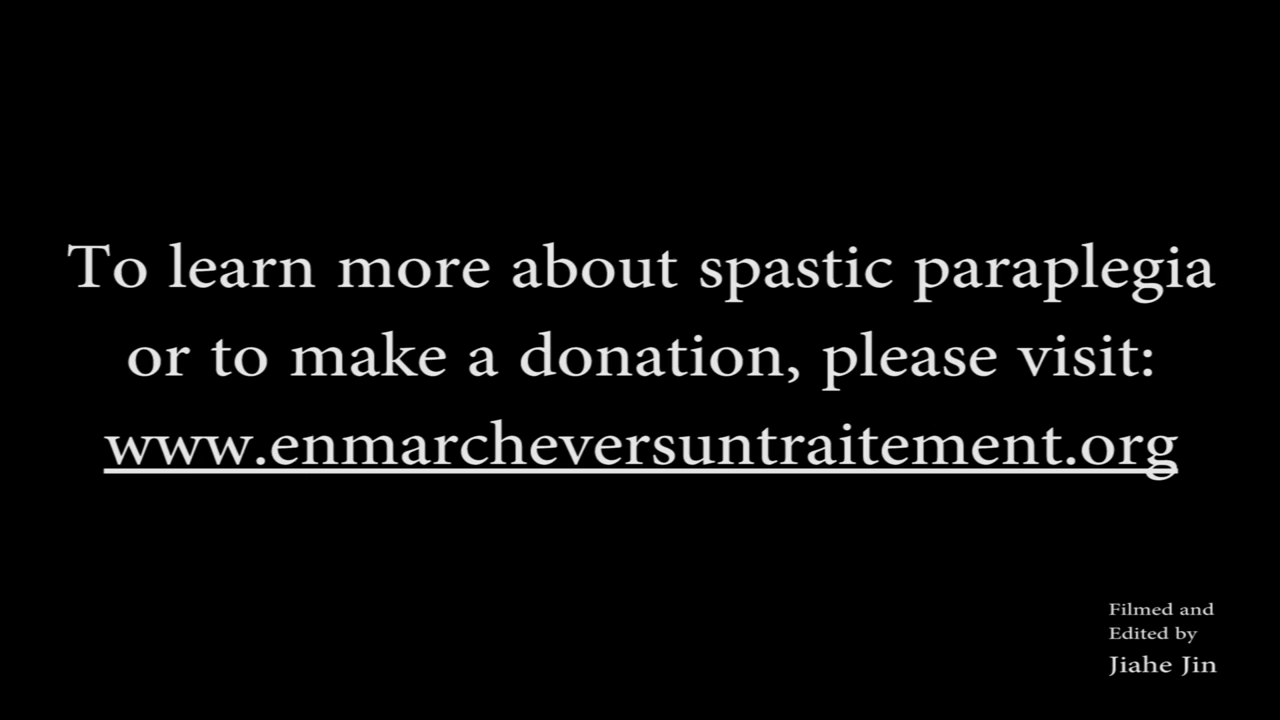 To learn more about spastic paraplegia
or to make a donation, please visit:
www.enmarcheversuntraitement.org
Filmed and
Edited by
Jiahe Jin